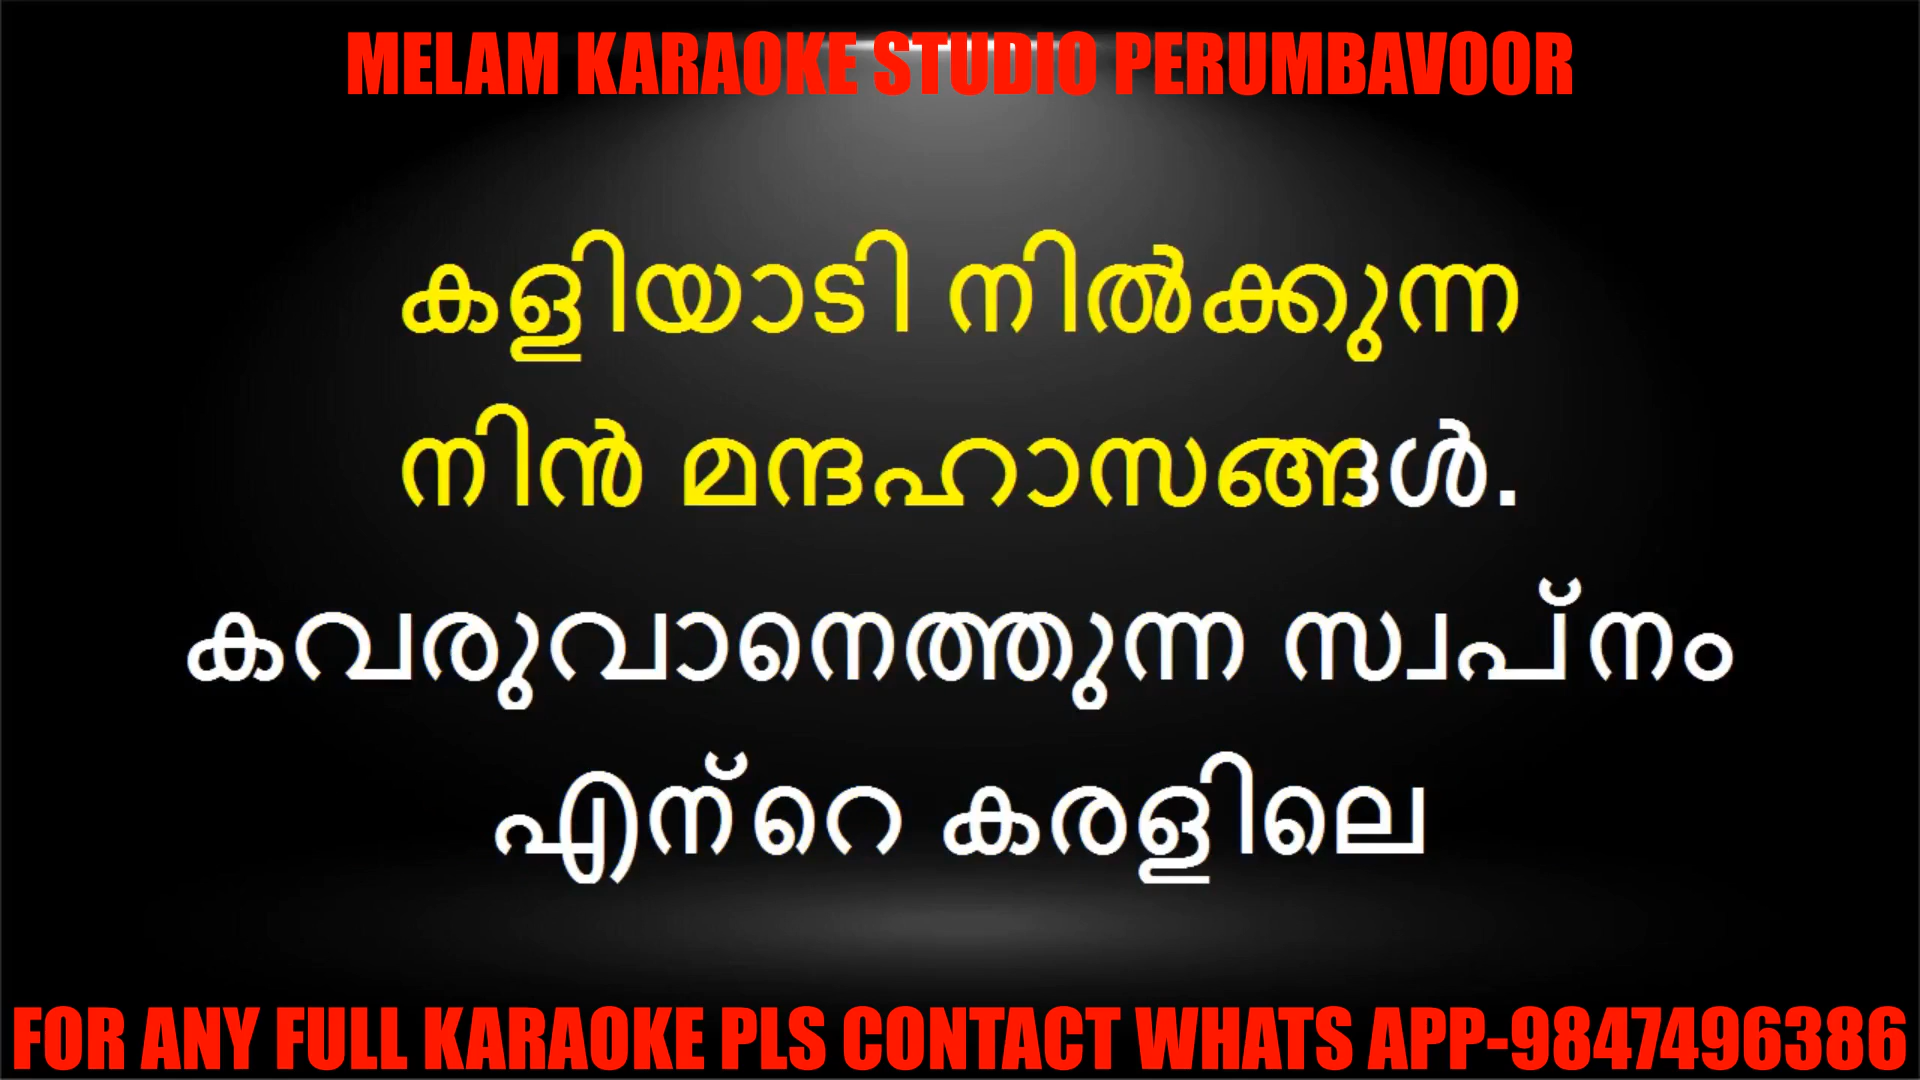 MELAM KARAOKE STUDIO PERUMBAVOOR
കളിയാടി നിൽക്കുന്ന
നിൻ മന്ദഹാസങ്ങൾ.
കവരുവാനെത്തുന്ന സ്വപ്നം
എന്റെ കരളിലെ
FOR ANY FULL KARAOKE PLS CONTACT WHATS APP-9847496386